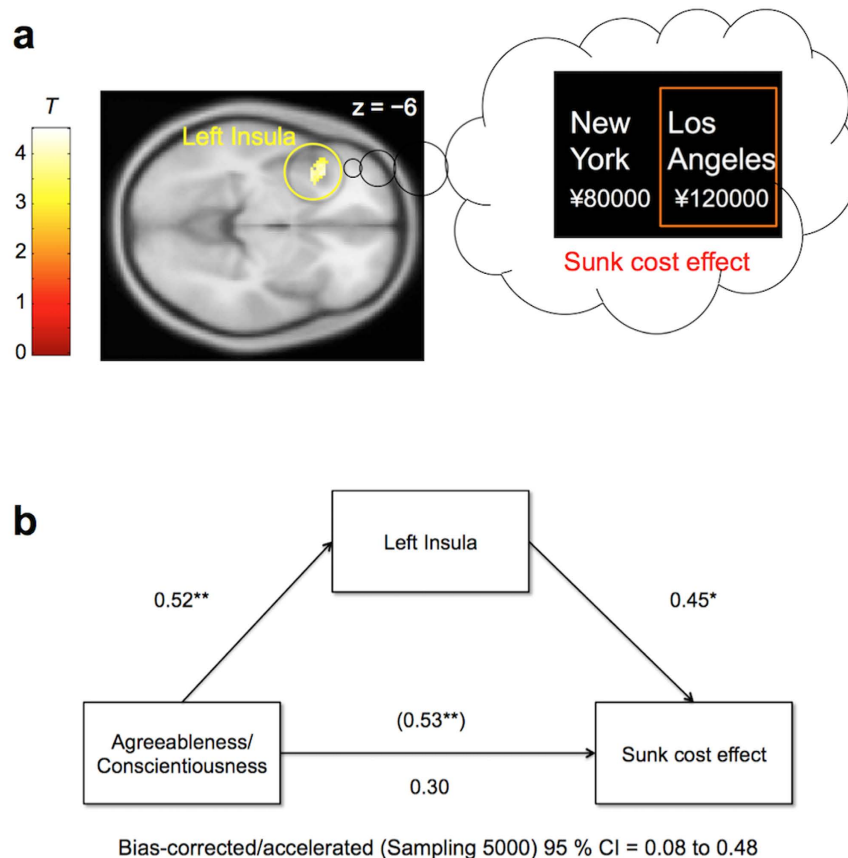 a
T
4
3
2
1
0
z = −6
Left Insula
New
York
¥80000
Los
Angeles
¥120000
Sunk cost effect
b
Left Insula
0.52**
0.45*
(0.53**)
Agreeableness/
Conscientiousness
Sunk cost effect
0.30
Bias-corrected/accelerated (Sampling 5000) 95 % CI = 0.08 to 0.48